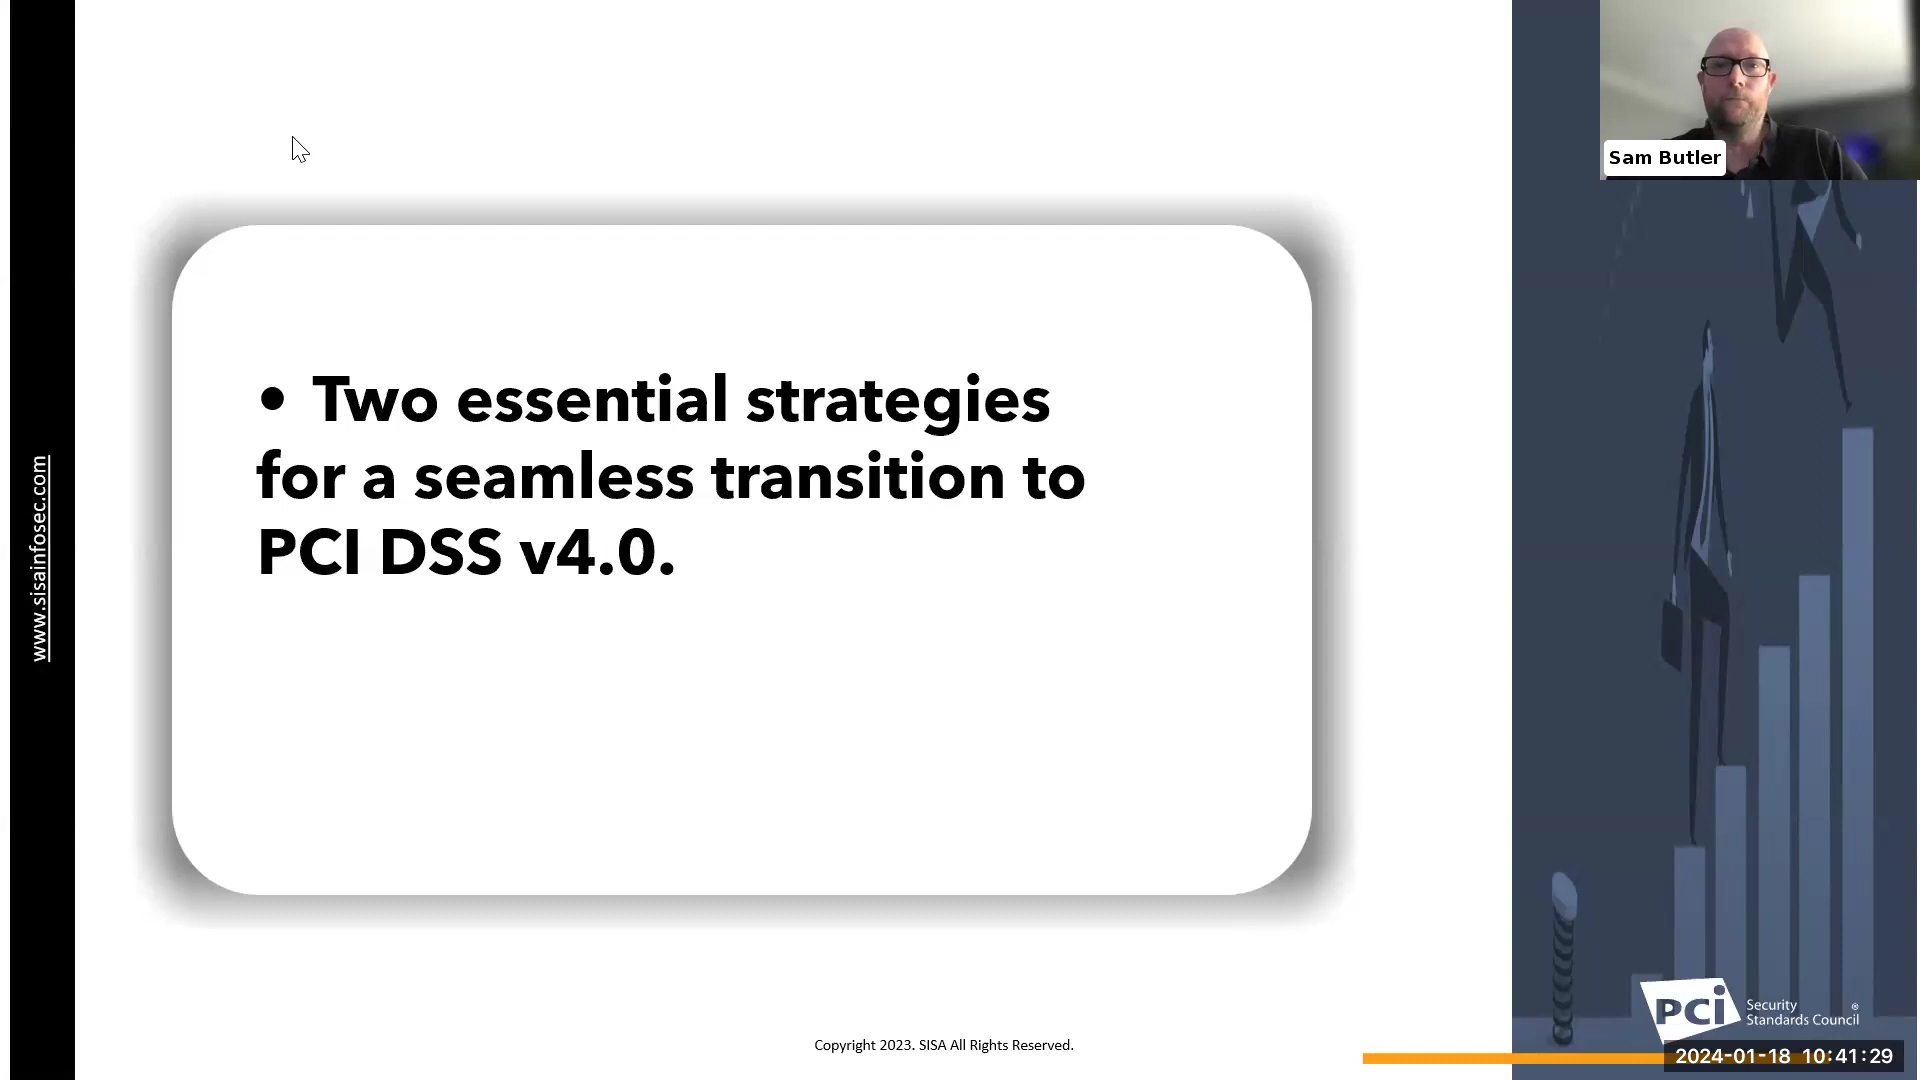 Sam Butler
• Two essential strategies
for a seamless transition to
PCI DSS v4.0.
www.sisainfosec.com
PCi Security
Standards Council ®
Copyright 2023. SISA All Rights Reserved.
2024-01-18 10:41:29